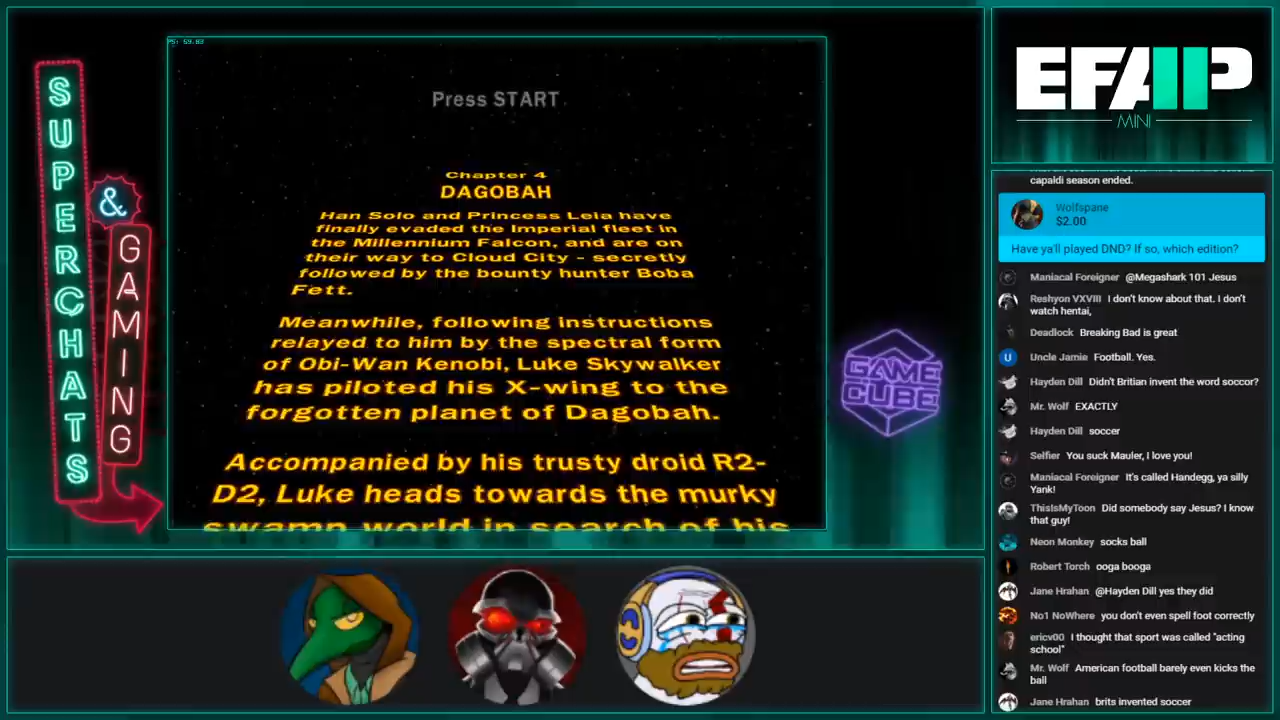 SUPERCHATS
&
GAMING
FPS: 59.83
Press START
Chapter 4
DAGOBAH
Han Solo and Princess Leia have
finally evaded the Imperial fleet in
the Millennium Falcon, and are on
their way to Cloud City - secretly
followed by the bounty hunter Boba
Fett.
Meanwhile, following instructions
relayed to him by the spectral form
of Obi-Wan Kenobi, Luke Skywalker
has piloted his X-wing to the
forgotten planet of Dagobah.
Accompanied by his trusty droid R2-
D2, Luke heads towards the murky
swamp world in search of his
GAME
CUBE
EFAP
MINI
capaldi season ended.
Wolfspane
$2.00
Have ya'll played DND? If so, which edition?
Maniacal Foreigner @Megashark 101 Jesus
Reshyon VXVIII I don't know about that. I don't
watch hentai,
Deadlock Breaking Bad is great
U
Uncle Jamie Football. Yes.
Hayden Dill Didn't Britian invent the word soccor?
Mr. Wolf EXACTLY
Hayden Dill soccer
Selfier You suck Mauler, I love you!
Maniacal Foreigner It's called Handegg, ya silly
Yank!
ThisIsMyToon Did somebody say Jesus? I know
that guy!
Neon Monkey socks ball
Robert Torch ooga booga
Jane Hrahan @Hayden Dill yes they did
No1 NoWhere you don't even spell foot correctly
ericv00 I thought that sport was called "acting
school"
Mr. Wolf American football barely even kicks the
ball
Jane Hrahan brits invented soccer